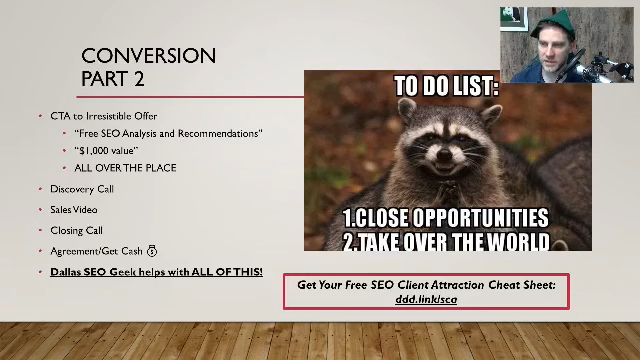 CONVERSION
PART 2
CTA to Irresistible Offer
"Free SEO Analysis and Recommendations"
"$1,000 value"
ALL OVER THE PLACE
Discovery Call
Sales Video
Closing Call
Agreement/Get Cash
Dallas SEO Geek helps with ALL OF THIS!
TO DO LIST:
1.CLOSE OPPORTUNITIES
2.TAKE OVER THE WORLD
Get Your Free SEO Client Attraction Cheat Sheet:
ddd.link/sca